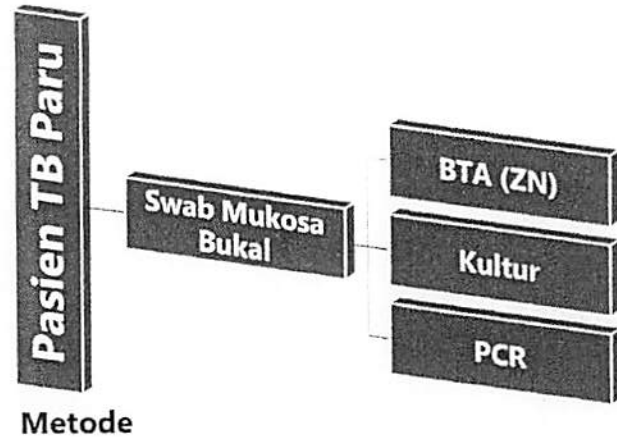 Pasien TB Paru
Swab Mukosa
Bukal
BTA (ZN)
Kultur
PCR
Metode